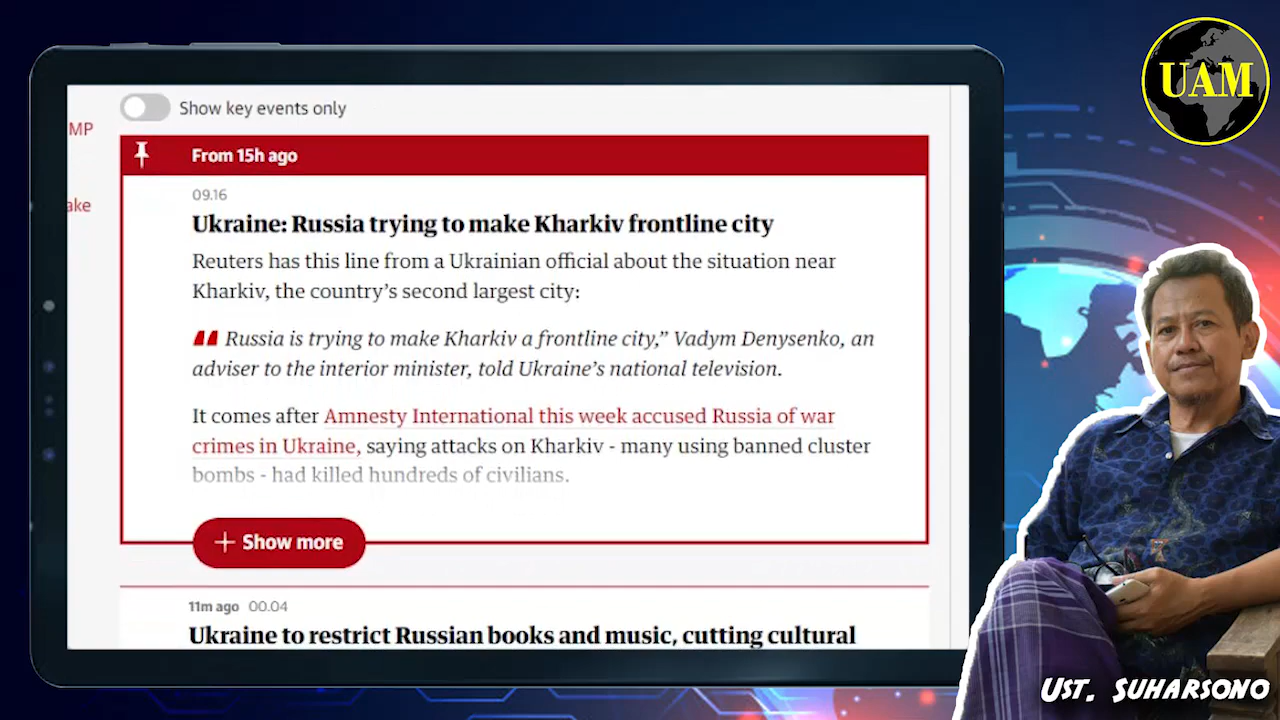 UAM
Show key events only
MP
ake
From 15h ago
09.16
Ukraine: Russia trying to make Kharkiv frontline city
Reuters has this line from a Ukrainian official about the situation near
Kharkiv, the country's second largest city:
Russia is trying to make Kharkiv a frontline city,” Vadym Denysenko, an
adviser to the interior minister, told Ukraine's national television.
It comes after Amnesty International this week accused Russia of war
crimes in Ukraine, saying attacks on Kharkiv - many using banned cluster
bombs - had killed hundreds of civilians.
+ Show more
11m ago 00.04
Ukraine to restrict Russian books and music, cutting cultural
UST. SUHARSONO